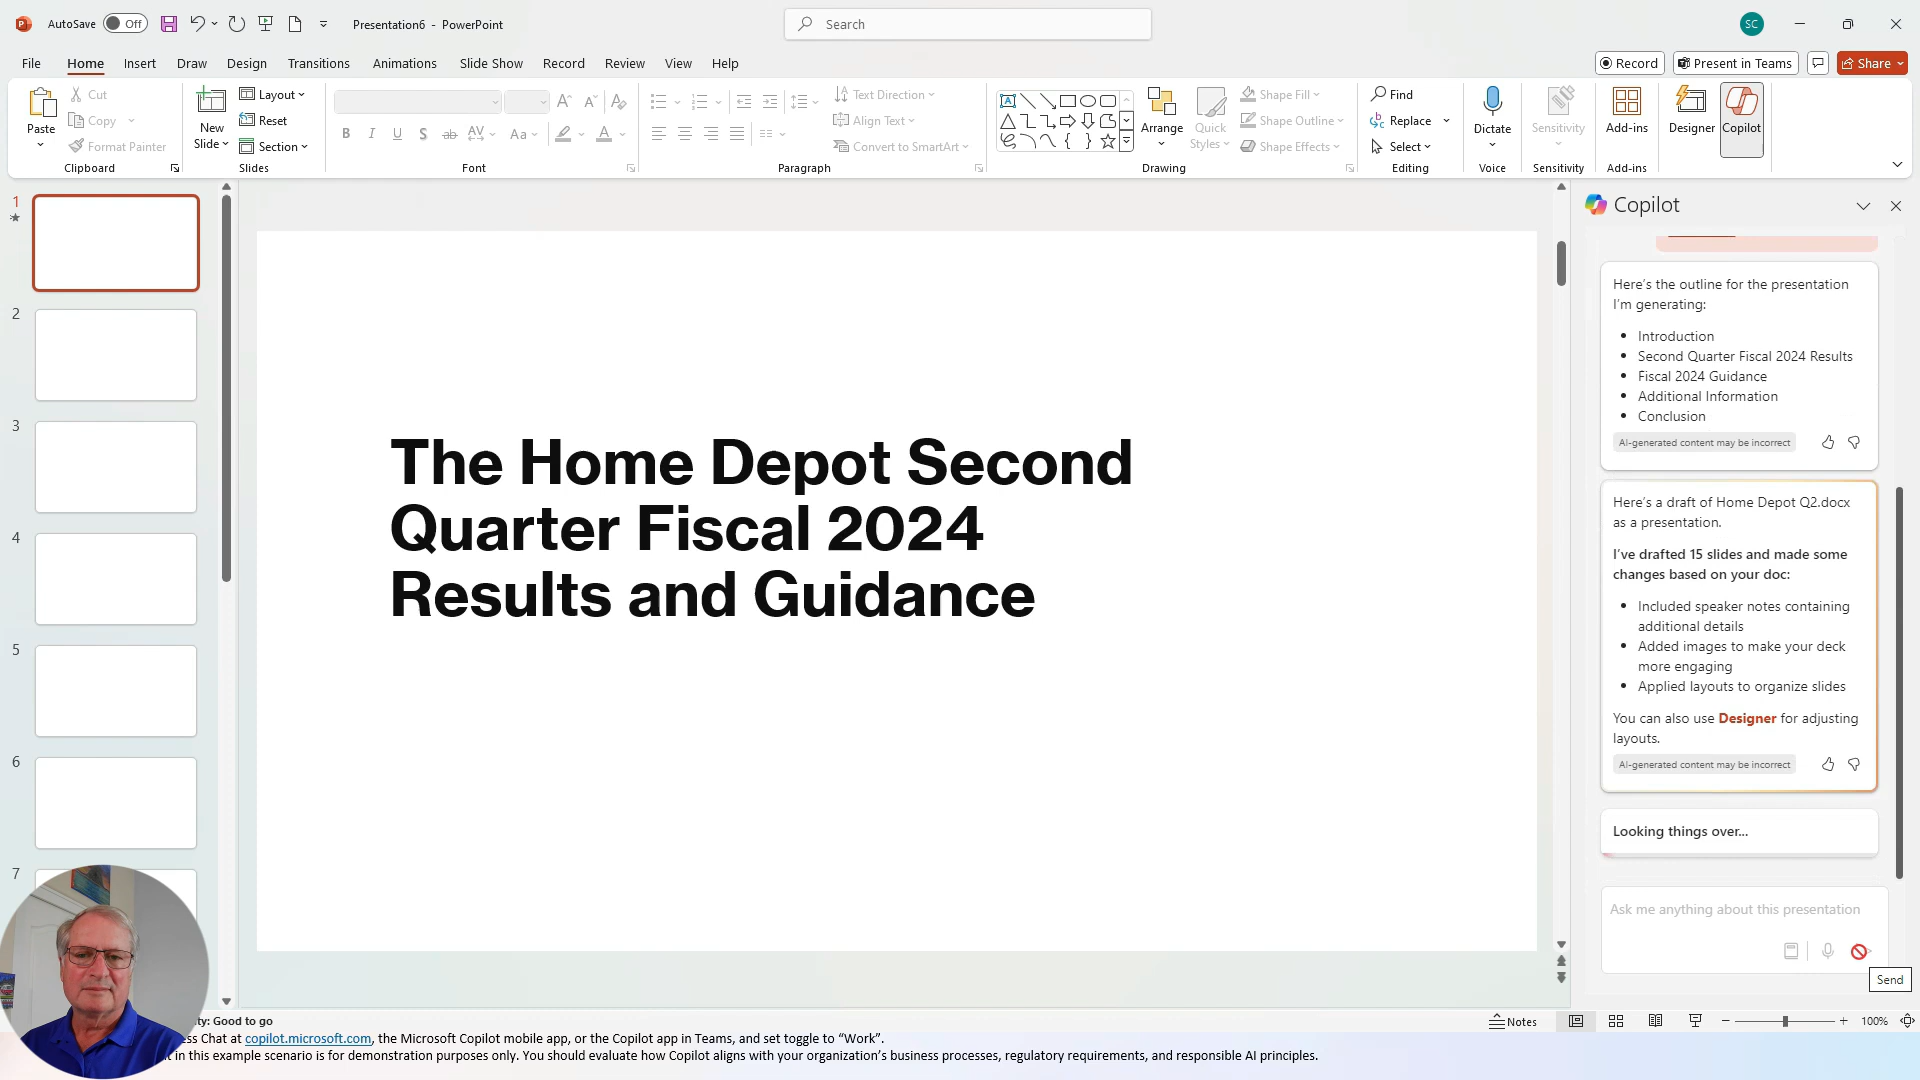 AutoSave Off Presentation6 - PowerPoint Search SC
File Home Insert Draw Design Transitions Animations Slide Show Record Review View Help Record Present in Teams Share
Paste
Cut
Copy
Format Painter
Clipboard
New
Slide
Layout
Reset
Section
Slides
Font
Text Direction
Align Text
Convert to SmartArt
Paragraph
Arrange
Quick
Styles
Shape Fill
Shape Outline
Shape Effects
Drawing
Find
Replace
Select
Editing
Dictate
Voice
Sensitivity
Sensitivity
Add-ins
Add-ins
Designer
Copilot
1
2
3
4
5
6
7
The Home Depot Second
Quarter Fiscal 2024
Results and Guidance
Copilot
Here's the outline for the presentation
I'm generating:
• Introduction
• Second Quarter Fiscal 2024 Results
• Fiscal 2024 Guidance
• Additional Information
• Conclusion
AI-generated content may be incorrect
Here's a draft of Home Depot Q2.docx
as a presentation.
I've drafted 15 slides and made some
changes based on your doc:
• Included speaker notes containing
additional details
• Added images to make your deck
more engaging
• Applied layouts to organize slides
You can also use Designer for adjusting
layouts.
AI-generated content may be incorrect
Looking things over...
Ask me anything about this presentation
Send
ty: Good to go Notes 100%
ss Chat at copilot.microsoft.com, the Microsoft Copilot mobile app, or the Copilot app in Teams, and set toggle to “Work”.
t in this example scenario is for demonstration purposes only. You should evaluate how Copilot aligns with your organization’s business processes, regulatory requirements, and responsible AI principles.